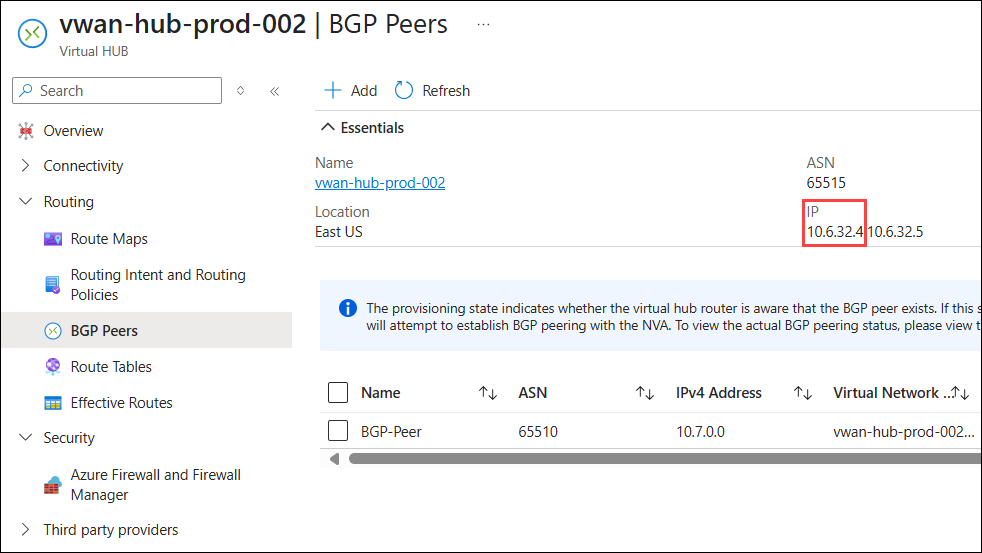 vwan-hub-prod-002 | BGP Peers ...
Virtual HUB
Search
Add
Refresh
Overview
Connectivity
Routing
Route Maps
Routing Intent and Routing
Policies
BGP Peers
Route Tables
Effective Routes
Security
Azure Firewall and Firewall
Manager
Third party providers
Essentials
Name
vwan-hub-prod-002
Location
East US
ASN
65515
IP
10.6.32.4 10.6.32.5
The provisioning state indicates whether the virtual hub router is aware that the BGP peer exists. If this s
will attempt to establish BGP peering with the NVA. To view the actual BGP peering status, please view t
Name ASN IPv4 Address Virtual Network ...
BGP-Peer 65510 10.7.0.0 vwan-hub-prod-002...